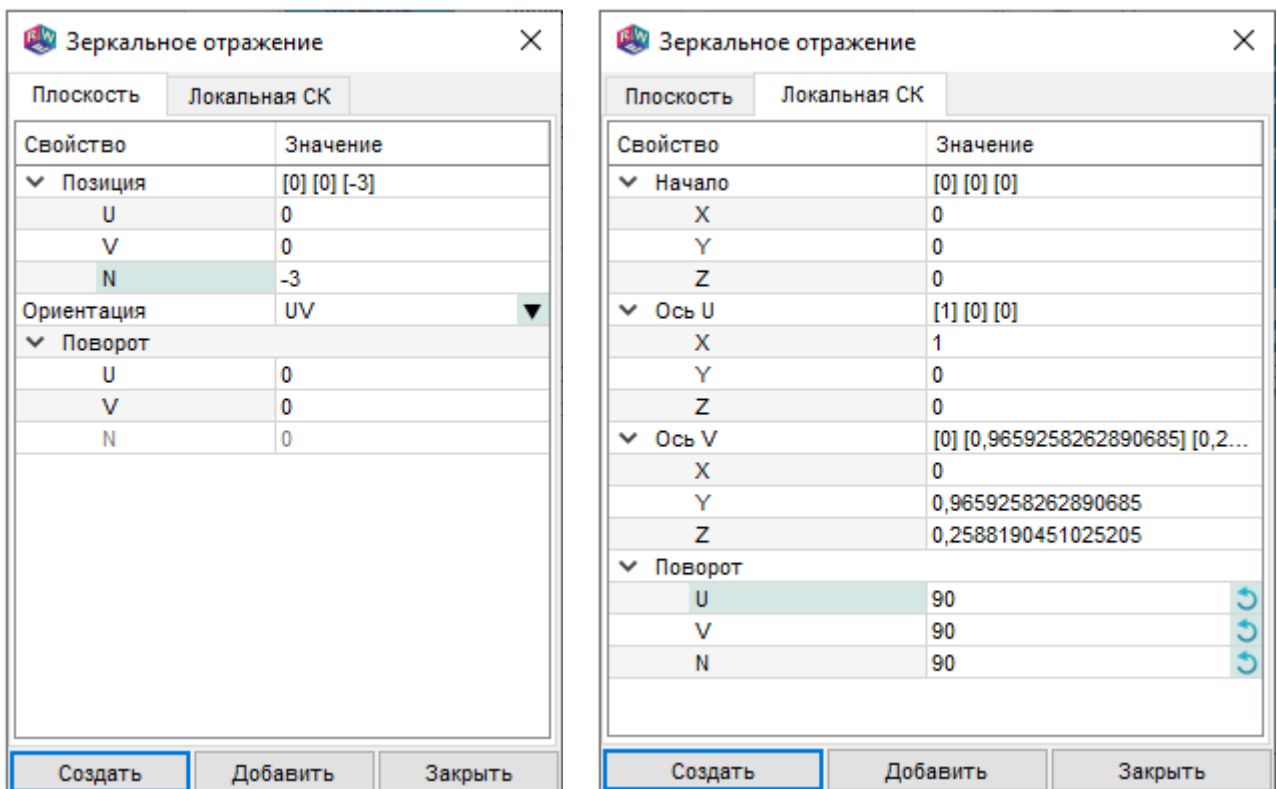 Зеркальное отражение
Плоскость Локальная СК
Свойство Значение
Позиция [0] [0] [-3]
U 0
V 0
N -3
Ориентация UV
Поворот
U 0
V 0
N 0
Создать Добавить Закрыть
Зеркальное отражение
Плоскость Локальная СК
Свойство Значение
Начало [0] [0] [0]
X 0
Y 0
Z 0
Ось U [1] [0] [0]
X 1
Y 0
Z 0
Ось V [0] [0,9659258262890685] [0,2...
X 0
Y 0,9659258262890685
Z 0,2588190451025205
Поворот
U 90
V 90
N 90
Создать Добавить Закрыть